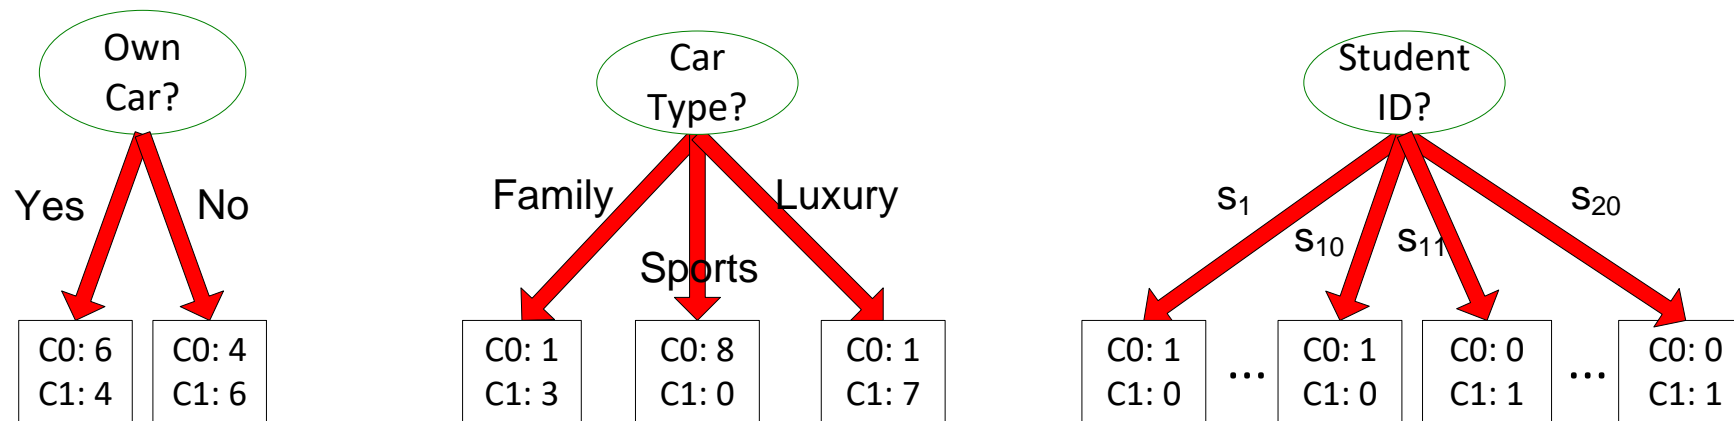 Own
Car?
Yes
No
C0: 6
C1: 4
C0: 4
C1: 6
Car
Type?
Family
Sports
Luxury
C0: 1
C1: 3
C0: 8
C1: 0
C0: 1
C1: 7
Student
ID?
s₁
s₁₀
s₁₁
s₂₀
C0: 1
C1: 0
...
C0: 1
C1: 0
C0: 0
C1: 1
...
C0: 0
C1: 1